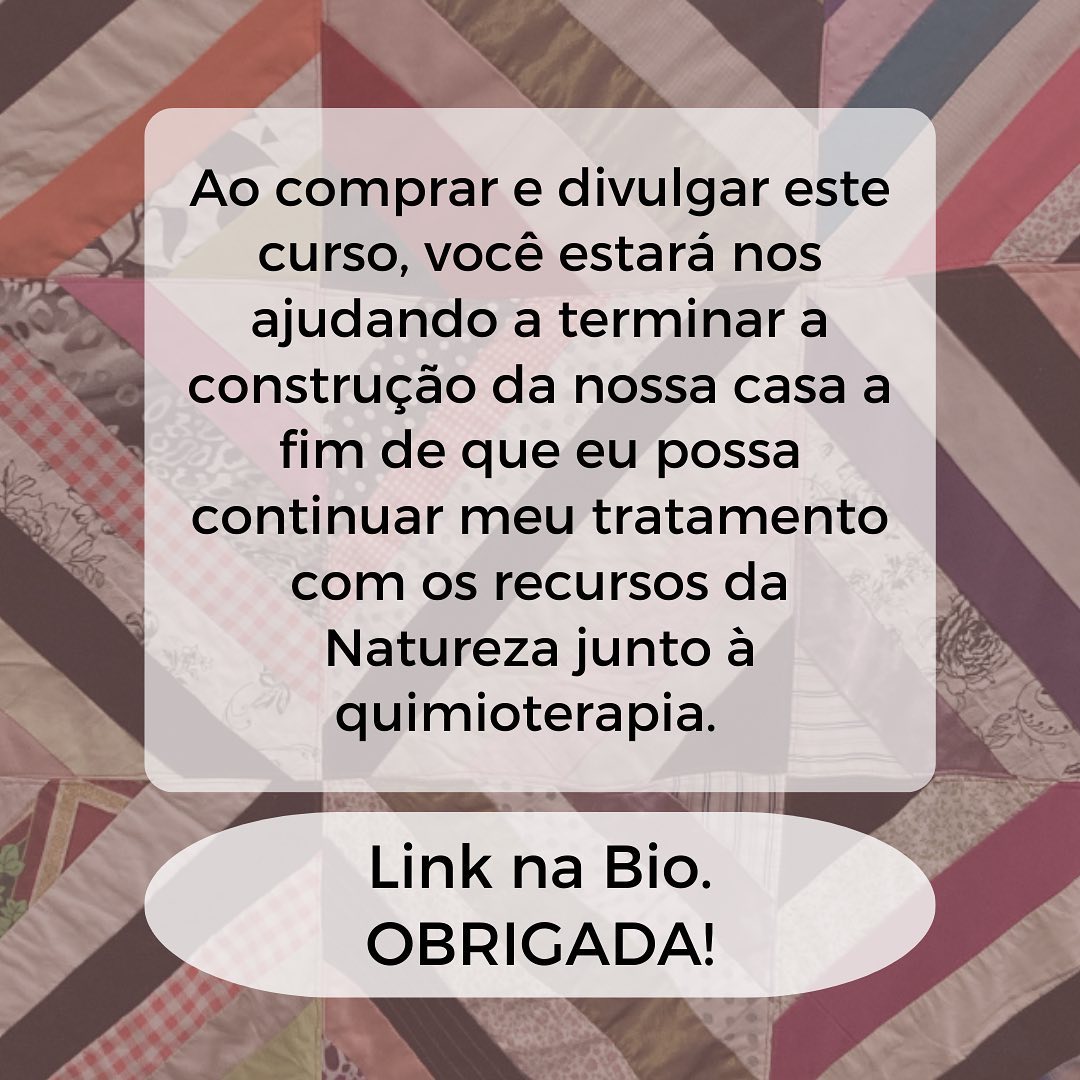 Ao comprar e divulgar este
curso, você estará nos
ajudando a terminar a
construção da nossa casa a
fim de que eu possa
continuar meu tratamento
com os recursos da
Natureza junto à
quimioterapia.
Link na Bio.
OBRIGADA!